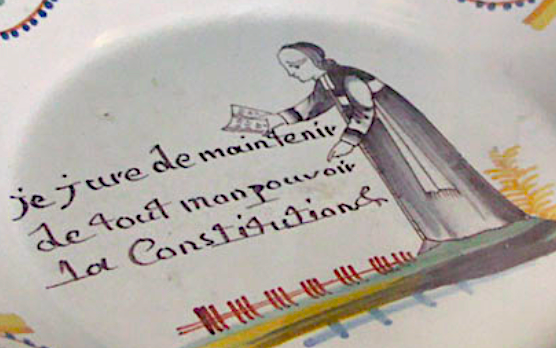 je jure de maintenir
de tout mon pouvoir
la Constitution